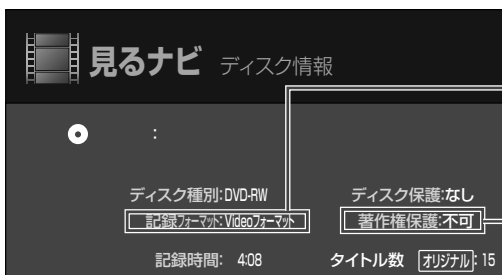 見るナビ ディスク情報
:
ディスク種別:DVD-RW ディスク保護:なし
記録フォーマット:Videoフォーマット 著作権保護:不可
記録時間: 4:08 タイトル数 オリジナル:15